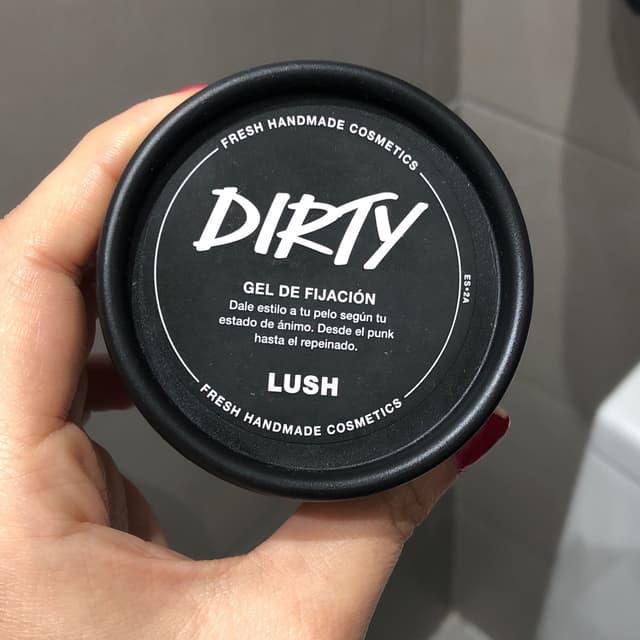 FRESH HANDMADE COSMETICS
DIRTY
GEL DE FIJACIÓN
Dale estilo a tu pelo según tu
estado de ánimo. Desde el punk
hasta el repeinado.
LUSH
FRESH HANDMADE COSMETICS
ES•2A